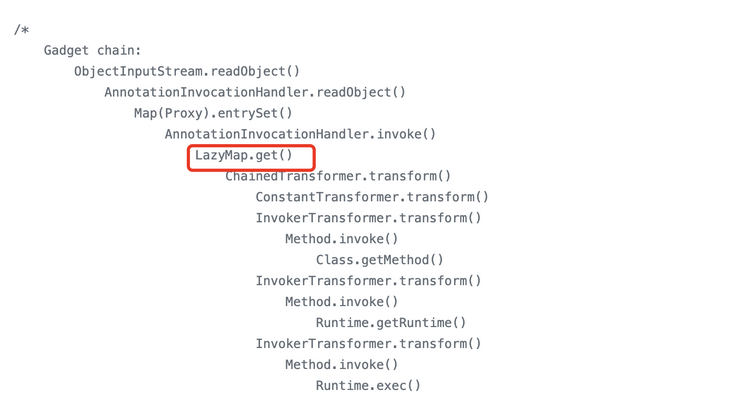 /*
Gadget chain:
ObjectInputStream.readObject()
AnnotationInvocationHandler.readObject()
Map(Proxy).entrySet()
AnnotationInvocationHandler.invoke()
LazyMap.get()
ChainedTransformer.transform()
ConstantTransformer.transform()
InvokerTransformer.transform()
Method.invoke()
Class.getMethod()
InvokerTransformer.transform()
Method.invoke()
Runtime.getRuntime()
InvokerTransformer.transform()
Method.invoke()
Runtime.exec()